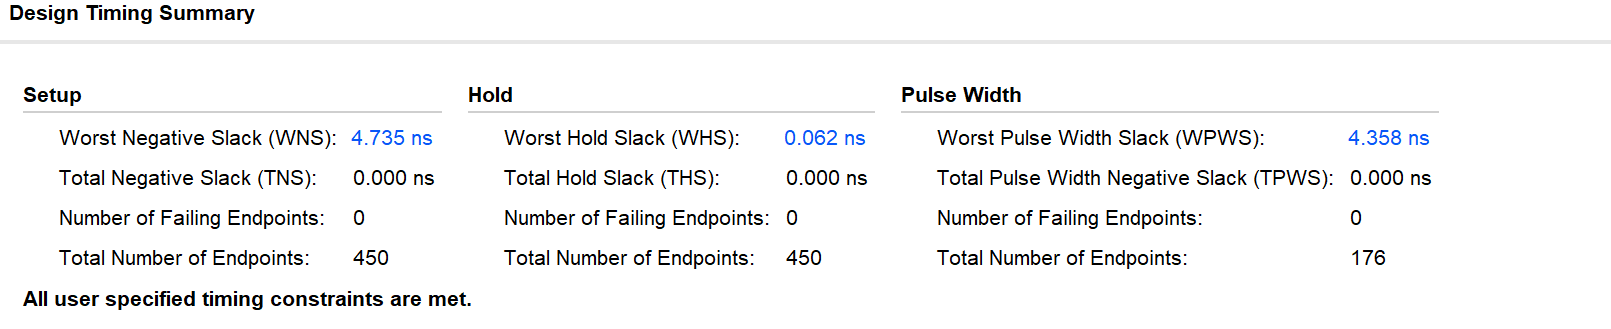 Design Timing Summary
Setup
Hold
Pulse Width
Worst Negative Slack (WNS): 4.735 ns
Worst Hold Slack (WHS): 0.062 ns
Worst Pulse Width Slack (WPWS): 4.358 ns
Total Negative Slack (TNS): 0.000 ns
Total Hold Slack (THS): 0.000 ns
Total Pulse Width Negative Slack (TPWS): 0.000 ns
Number of Failing Endpoints: 0
Number of Failing Endpoints: 0
Number of Failing Endpoints: 0
Total Number of Endpoints: 450
Total Number of Endpoints: 450
Total Number of Endpoints: 176
All user specified timing constraints are met.